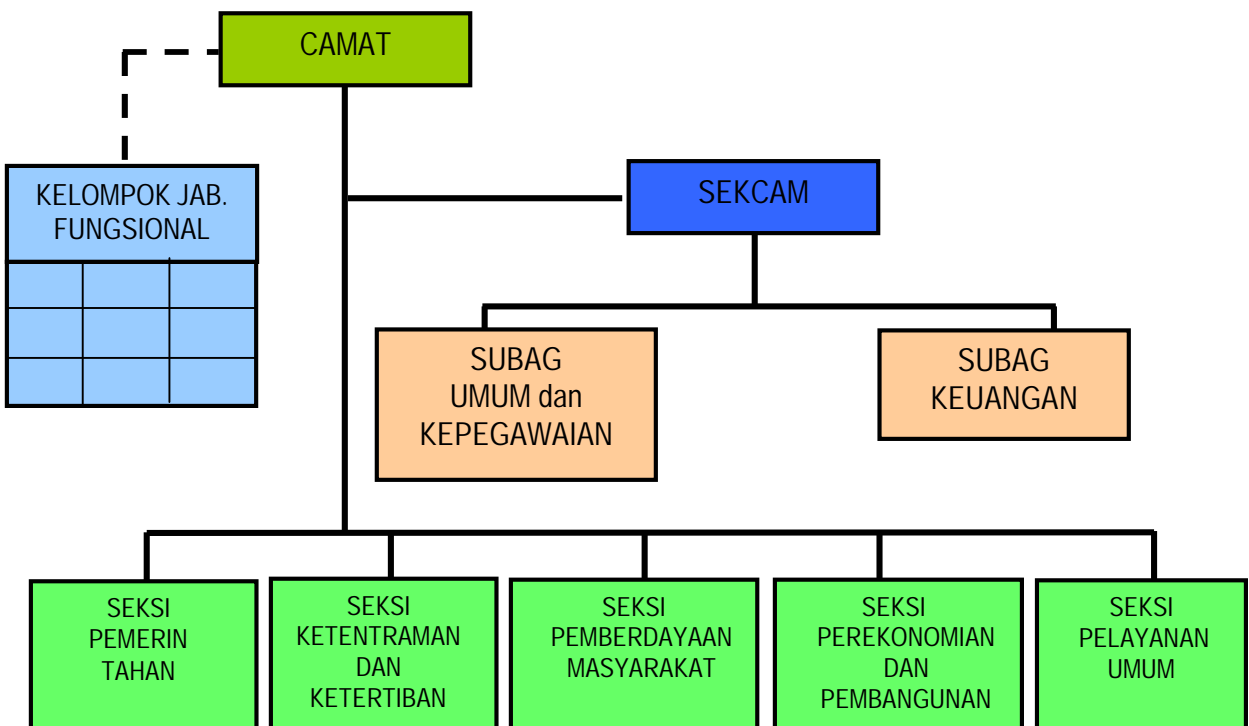 CAMAT
KELOMPOK JAB.
FUNGSIONAL
SEKCAM
SUBAG
UMUM dan
KEPEGAWAIAN
SUBAG
KEUANGAN
SEKSI
PEMERIN
TAHAN
SEKSI
KETENTRAMAN
DAN
KETERTIBAN
SEKSI
PEMBERDAYAAN
MASYARAKAT
SEKSI
PEREKONOMIAN
DAN
PEMBANGUNAN
SEKSI
PELAYANAN
UMUM